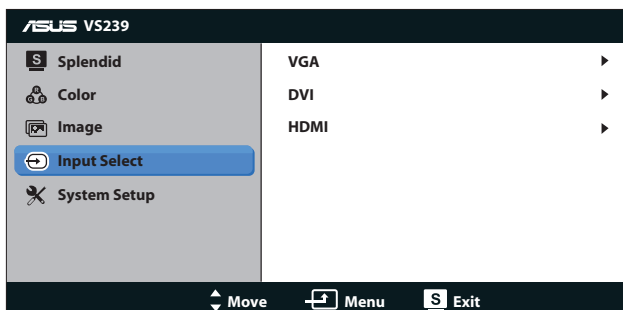 ASUS VS239
S Splendid
Color
Image
Input Select
System Setup
VGA
DVI
HDMI
Move Menu S Exit